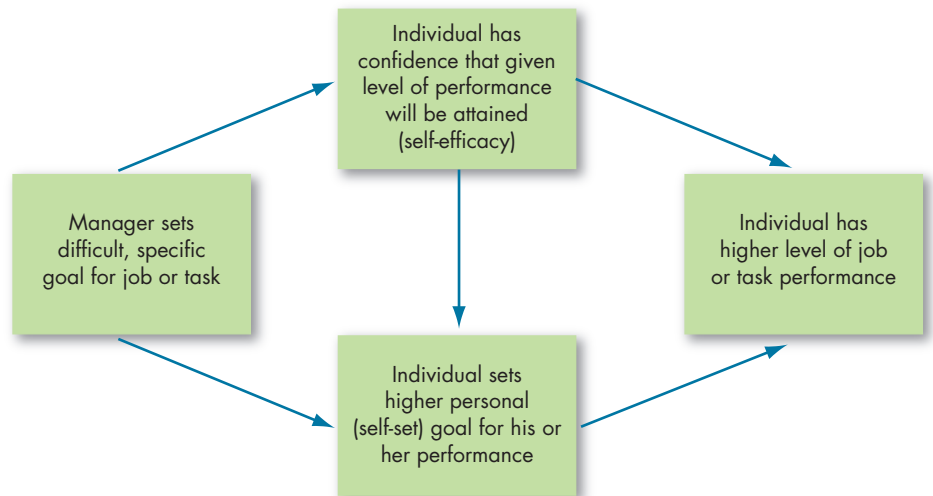 Individual has
confidence that given
level of performance
will be attained
(self-efficacy)
Manager sets
difficult, specific
goal for job or task
Individual has
higher level of job
or task performance
Individual sets
higher personal
(self-set) goal for his or
her performance